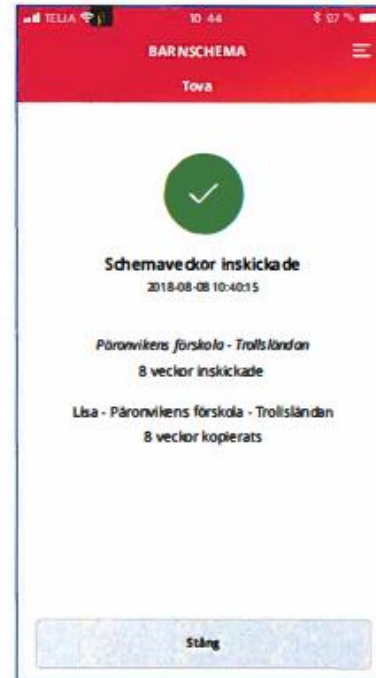 TELIA 10 44 97 %
BARNSCHEMA
Tova
Schemaveckor inskickade
2018-08-08 10:40:15
Päronvikens förskola - Trollsländan
8 veckor inskickade
Lisa - Päronvikens förskola - Trollsländan
8 veckor kopierats
Stäng